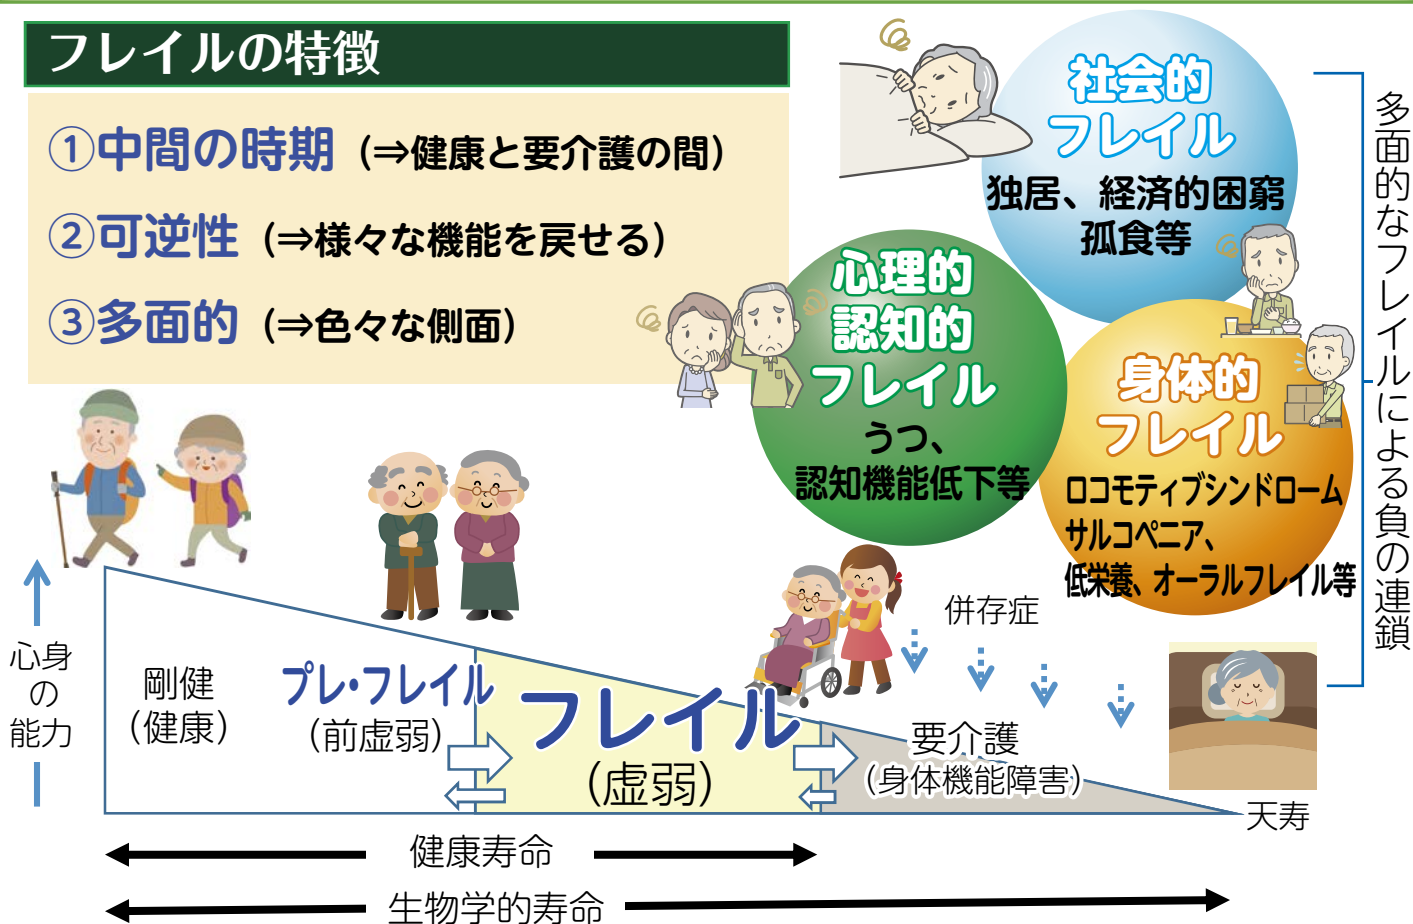 フレイルの特徴
①中間の時期（⇒健康と要介護の間）
②可逆性（⇒様々な機能を戻せる）
③多面的（⇒色々な側面）
社会的
フレイル
独居、経済的困窮
孤食等
心理的
認知的
フレイル
うつ、
認知機能低下等
身体的
フレイル
ロコモティブシンドローム
サルコペニア、
低栄養、オーラルフレイル等
多面的なフレイルによる負の連鎖
併存症
心身
の
能力
剛健
（健康）
プレ・フレイル
（前虚弱）
フレイル
（虚弱）
要介護
（身体機能障害）
天寿
健康寿命
生物学的寿命